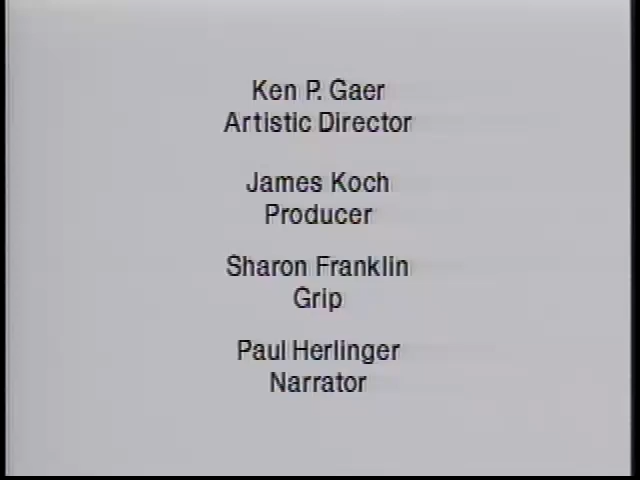 Ken P. Gaer
Artistic Director
James Koch
Producer
Sharon Franklin
Grip
Paul Herlinger
Narrator